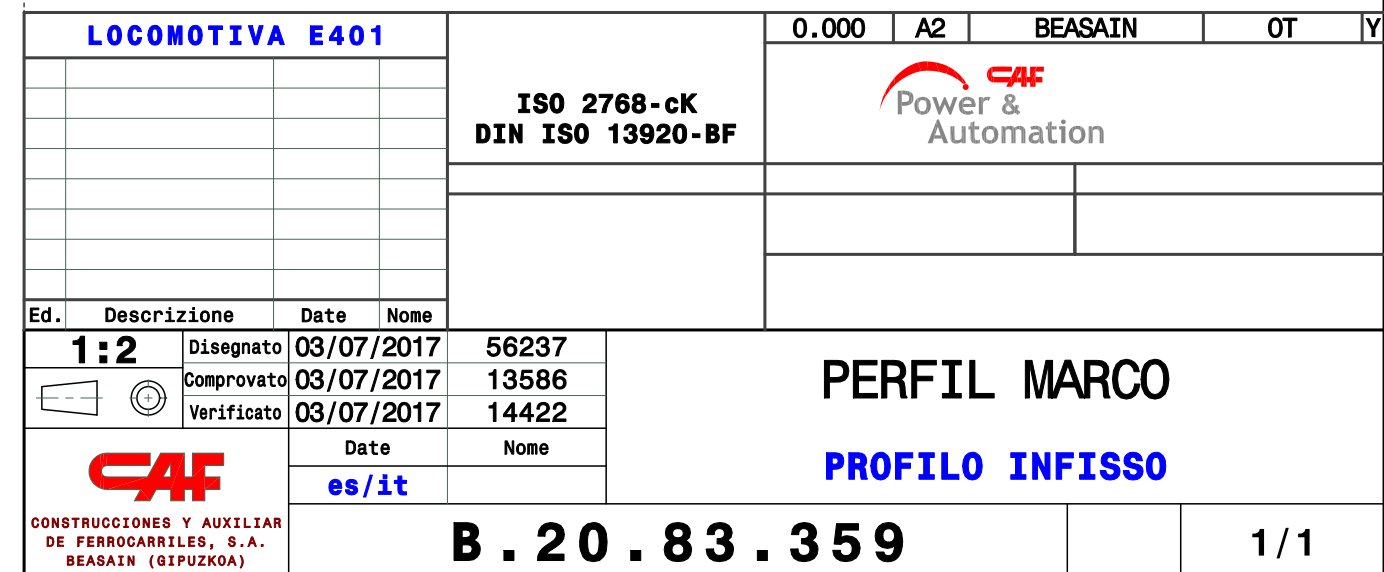 LOCOMOTIVA E401
0.000 A2 BEASAIN OT Y
CAF
Power &
Automation
ISO 2768-cK
DIN ISO 13920-BF
Ed. Descrizione Date Nome
1:2
Disegnato 03/07/2017 56237
Comprovato 03/07/2017 13586
Verificato 03/07/2017 14422
Date Nome
es/it
PERFIL MARCO
PROFILO INFISSO
CAF
CONSTRUCCIONES Y AUXILIAR
DE FERROCARRILES, S.A.
BEASAIN (GIPUZKOA)
B.20.83.359
1/1